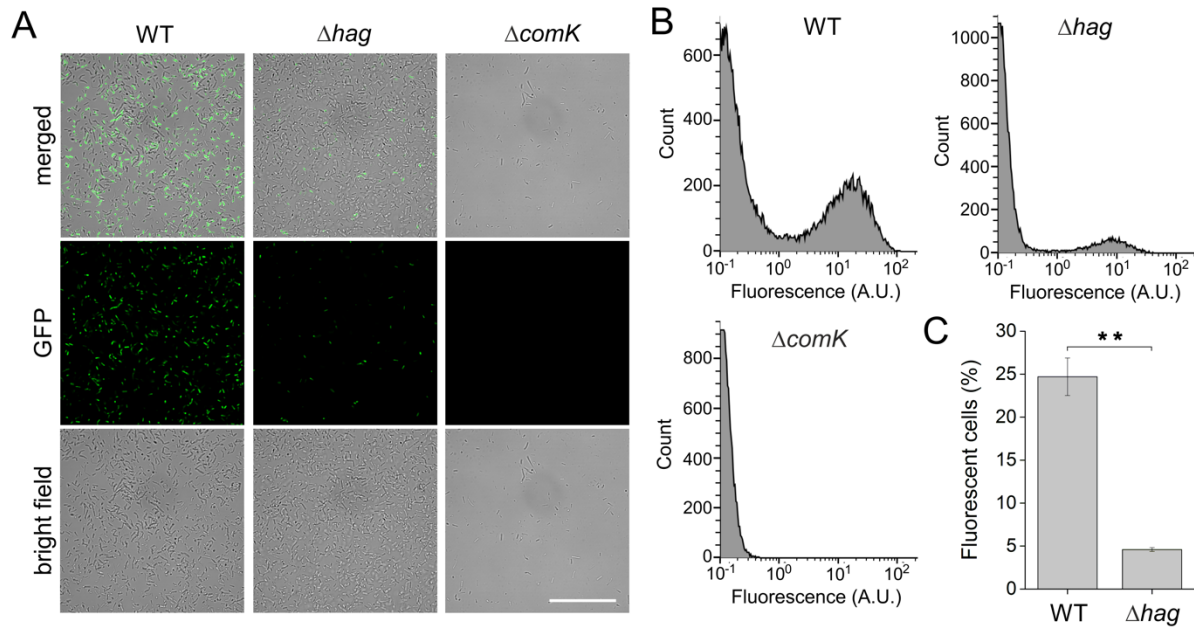 A
WT
Δhag
ΔcomK
merged
GFP
bright field
B
WT
600
400
200
0
Count
10⁻¹
10⁰
10¹
10²
Fluorescence (A.U.)
Δhag
1000
800
600
400
200
0
Count
10⁻¹
10⁰
10¹
10²
Fluorescence (A.U.)
ΔcomK
800
600
400
200
0
Count
10⁻¹
10⁰
10¹
10²
Fluorescence (A.U.)
C
30
25
20
15
10
5
0
Fluorescent cells (%)
**
WT
Δhag